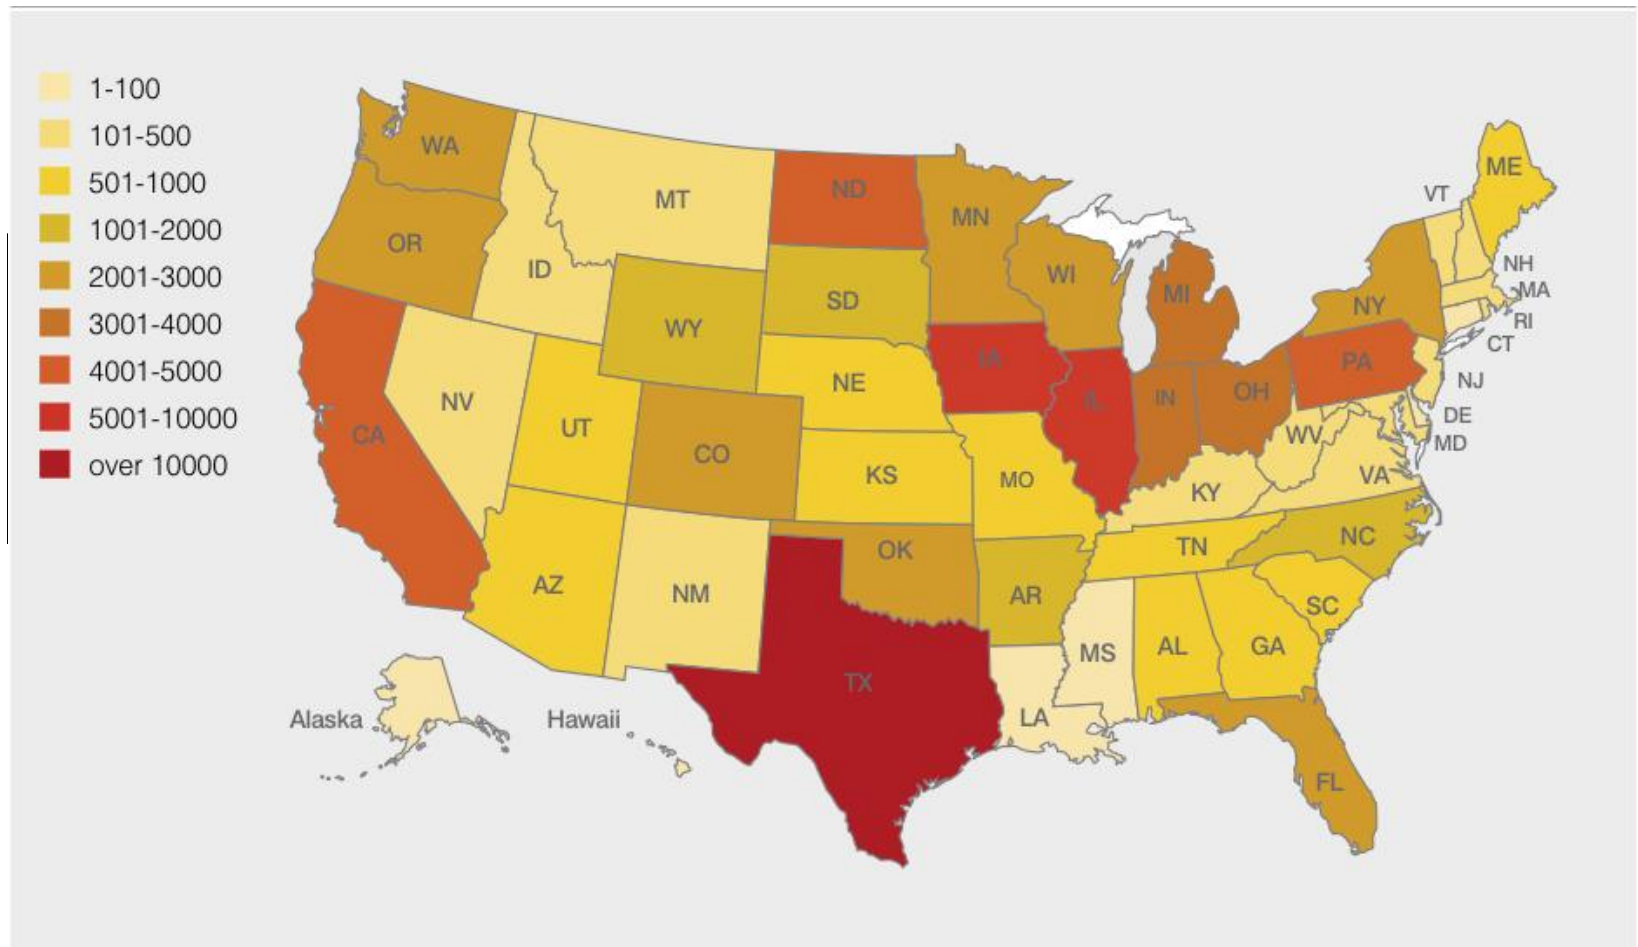 1-100
101-500
501-1000
1001-2000
2001-3000
3001-4000
4001-5000
5001-10000
over 10000
WA
OR
CA
ID
NV
MT
WY
UT
AZ
CO
NM
ND
SD
NE
KS
OK
TX
MN
IA
MO
AR
LA
WI
IL
MI
IN
OH
KY
TN
MS
AL
GA
FL
SC
NC
VA
WV
PA
NY
VT
ME
NH
MA
RI
CT
NJ
DE
MD
Alaska
Hawaii